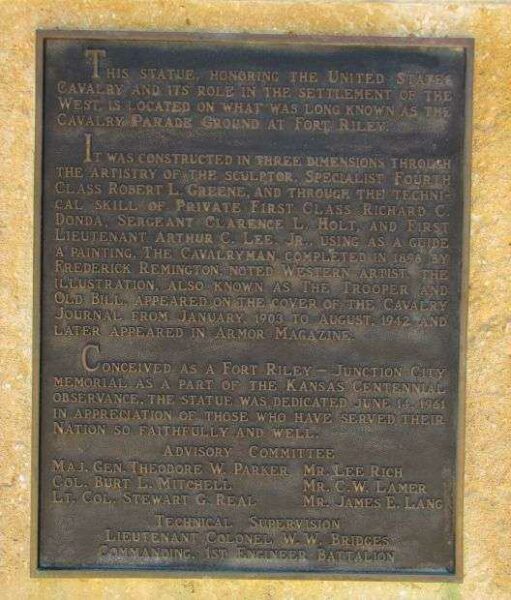 THIS STATUE, HONORING THE UNITED STATES
CAVALRY AND ITS ROLE IN THE SETTLEMENT OF THE
WEST, IS LOCATED ON WHAT WAS LONG KNOWN AS THE
CAVALRY PARADE GROUND AT FORT RILEY.
IT WAS CONSTRUCTED IN THREE DIMENSIONS THROUGH
THE ARTISTRY OF THE SCULPTOR, SPECIALIST FOURTH
CLASS ROBERT L. GREENE, AND THROUGH THE TECHNI-
CAL SKILL OF PRIVATE FIRST CLASS RICHARD C.
DONDA, SERGEANT CLARENCE L. HOLT, AND FIRST
LIEUTENANT ARTHUR C. LEE, JR., USING AS A GUIDE
A PAINTING, THE CAVALRYMAN, COMPLETED IN 1898 BY
FREDERICK REMINGTON, NOTED WESTERN ARTIST. THE
ILLUSTRATION, ALSO KNOWN AS THE TROOPER AND
OLD BILL, APPEARED ON THE COVER OF THE CAVALRY
JOURNAL FROM JANUARY, 1903 TO AUGUST, 1942 AND
LATER APPEARED IN ARMOR MAGAZINE.
CONCEIVED AS A FORT RILEY – JUNCTION CITY
MEMORIAL AS A PART OF THE KANSAS CENTENNIAL
OBSERVANCE, THE STATUE WAS DEDICATED JUNE 14, 1961
IN APPRECIATION OF THOSE WHO HAVE SERVED THEIR
NATION SO FAITHFULLY AND WELL.
ADVISORY COMMITTEE
MAJ. GEN. THEODORE W. PARKER MR. LEE RICH
COL. BURT L. MITCHELL MR. C. W. LAMER
LT. COL. STEWART G. REAL MR. JAMES E. LANG
TECHNICAL SUPERVISION
LIEUTENANT COLONEL W. W. BRIDGES
COMMANDING, 1ST ENGINEER BATTALION